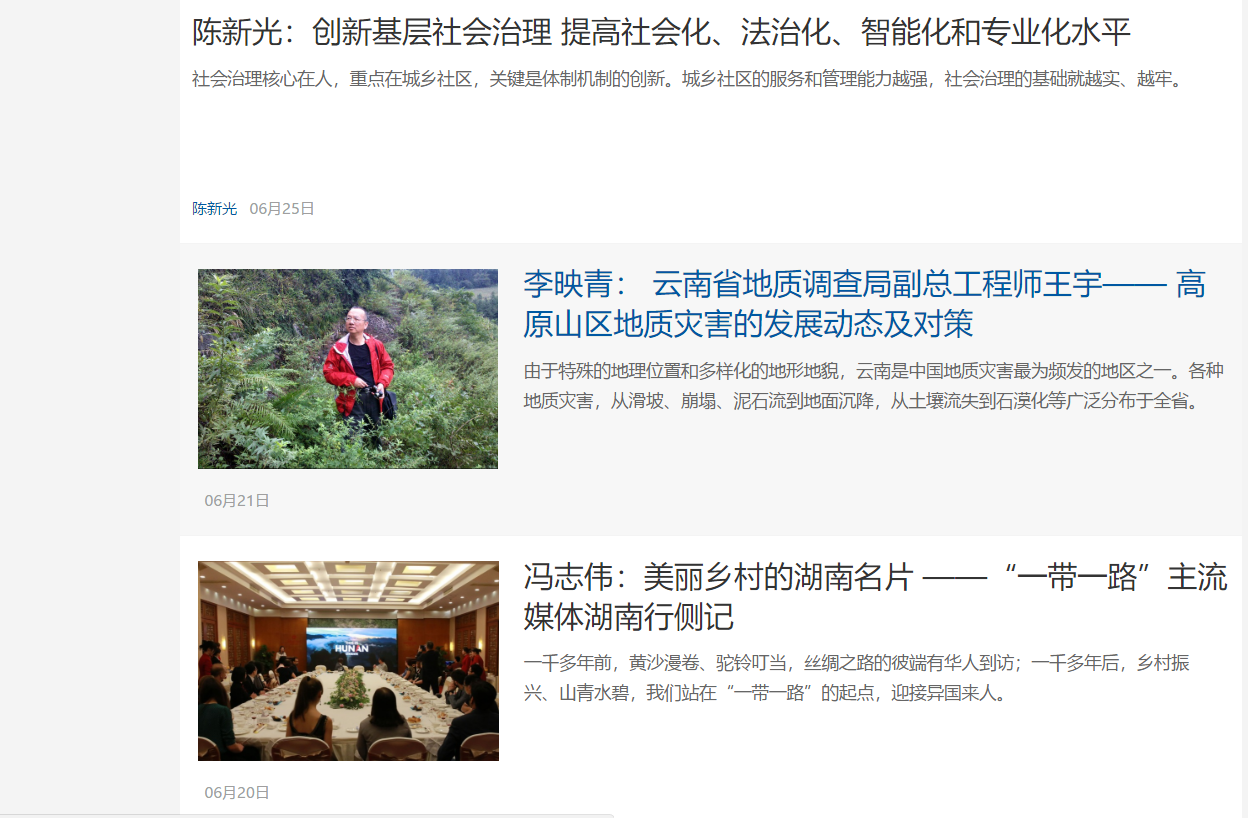 陈新光：创新基层社会治理 提高社会化、法治化、智能化和专业化水平
社会治理核心在人，重点在城乡社区，关键是体制机制的创新。城乡社区的服务和管理能力越强，社会治理的基础就越实、越牢。
陈新光 06月25日
李映青： 云南省地质调查局副总工程师王宇—— 高
原山区地质灾害的发展动态及对策
由于特殊的地理位置和多样化的地形地貌，云南是中国地质灾害最为频发的地区之一。各种
地质灾害，从滑坡、崩塌、泥石流到地面沉降，从土壤流失到石漠化等广泛分布于全省。
06月21日
冯志伟：美丽乡村的湖南名片 ——“一带一路”主流
媒体湖南行侧记
一千多年前，黄沙漫卷、驼铃叮当，丝绸之路的彼端有华人到访；一千多年后，乡村振
兴、山青水碧，我们站在“一带一路”的起点，迎接异国来人。
HUNAN
06月20日